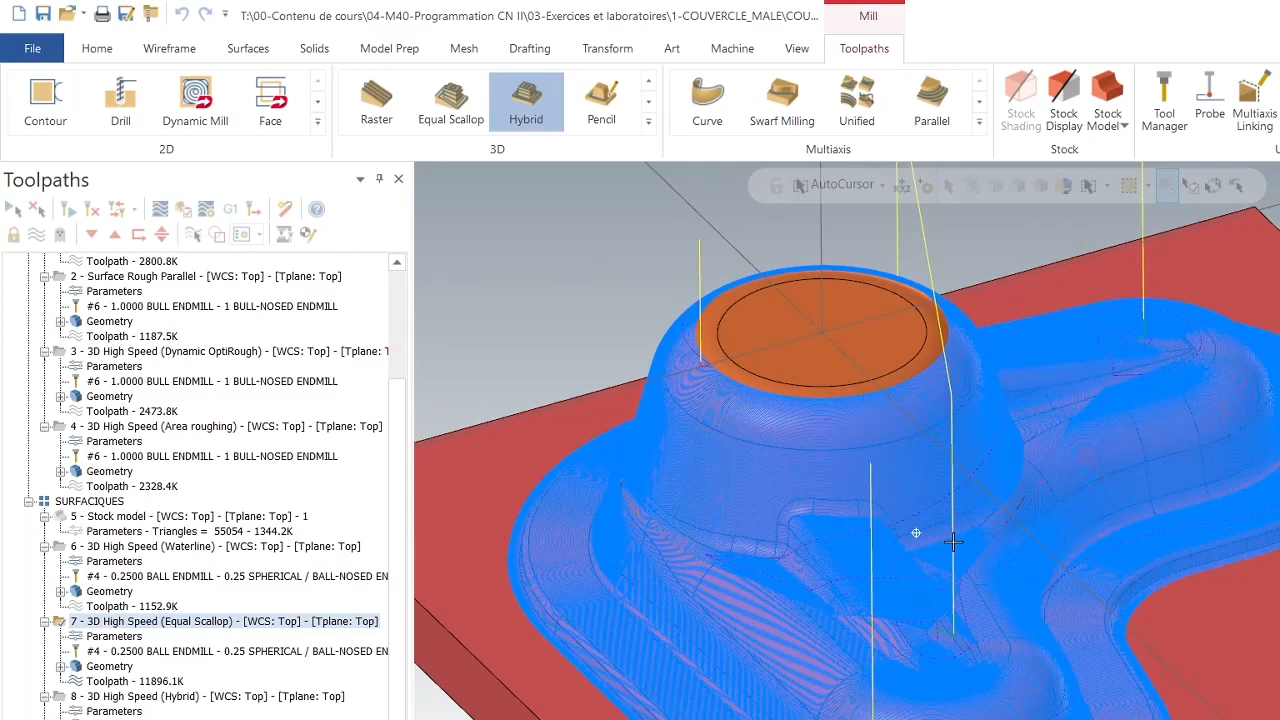 T:\00-Contenu de cours\04-M40-Programmation CN II\03-Exercices et laboratoires\1-COUVERCLE_MALE\COU...
Mill
File Home Wireframe Surfaces Solids Model Prep Mesh Drafting Transform Art Machine View Toolpaths
Contour Drill Dynamic Mill Face
Raster Equal Scallop Hybrid Pencil
Curve Swarf Milling Unified Parallel
Stock Shading Stock Display Stock Model
Tool Manager Probe Multiaxis Linking
2D 3D Multiaxis Stock U
Toolpaths
AutoCursor
G1
Toolpath - 2800.8K
2 - Surface Rough Parallel - [WCS: Top] - [Tplane: Top]
Parameters
#6 - 1.0000 BULL ENDMILL - 1 BULL-NOSED ENDMILL
Geometry
Toolpath - 1187.5K
3 - 3D High Speed (Dynamic OptiRough) - [WCS: Top] - [Tplane: T
Parameters
#6 - 1.0000 BULL ENDMILL - 1 BULL-NOSED ENDMILL
Geometry
Toolpath - 2473.8K
4 - 3D High Speed (Area roughing) - [WCS: Top] - [Tplane: Top]
Parameters
#6 - 1.0000 BULL ENDMILL - 1 BULL-NOSED ENDMILL
Geometry
Toolpath - 2328.4K
SURFACIQUES
5 - Stock model - [WCS: Top] - [Tplane: Top] - 1
Parameters - Triangles = 55054 - 1344.2K
6 - 3D High Speed (Waterline) - [WCS: Top] - [Tplane: Top]
Parameters
#4 - 0.2500 BALL ENDMILL - 0.25 SPHERICAL / BALL-NOSED EN
Geometry
Toolpath - 1152.9K
7 - 3D High Speed (Equal Scallop) - [WCS: Top] - [Tplane: Top]
Parameters
#4 - 0.2500 BALL ENDMILL - 0.25 SPHERICAL / BALL-NOSED EN
Geometry
Toolpath - 11896.1K
8 - 3D High Speed (Hybrid) - [WCS: Top] - [Tplane: Top]
Parameters